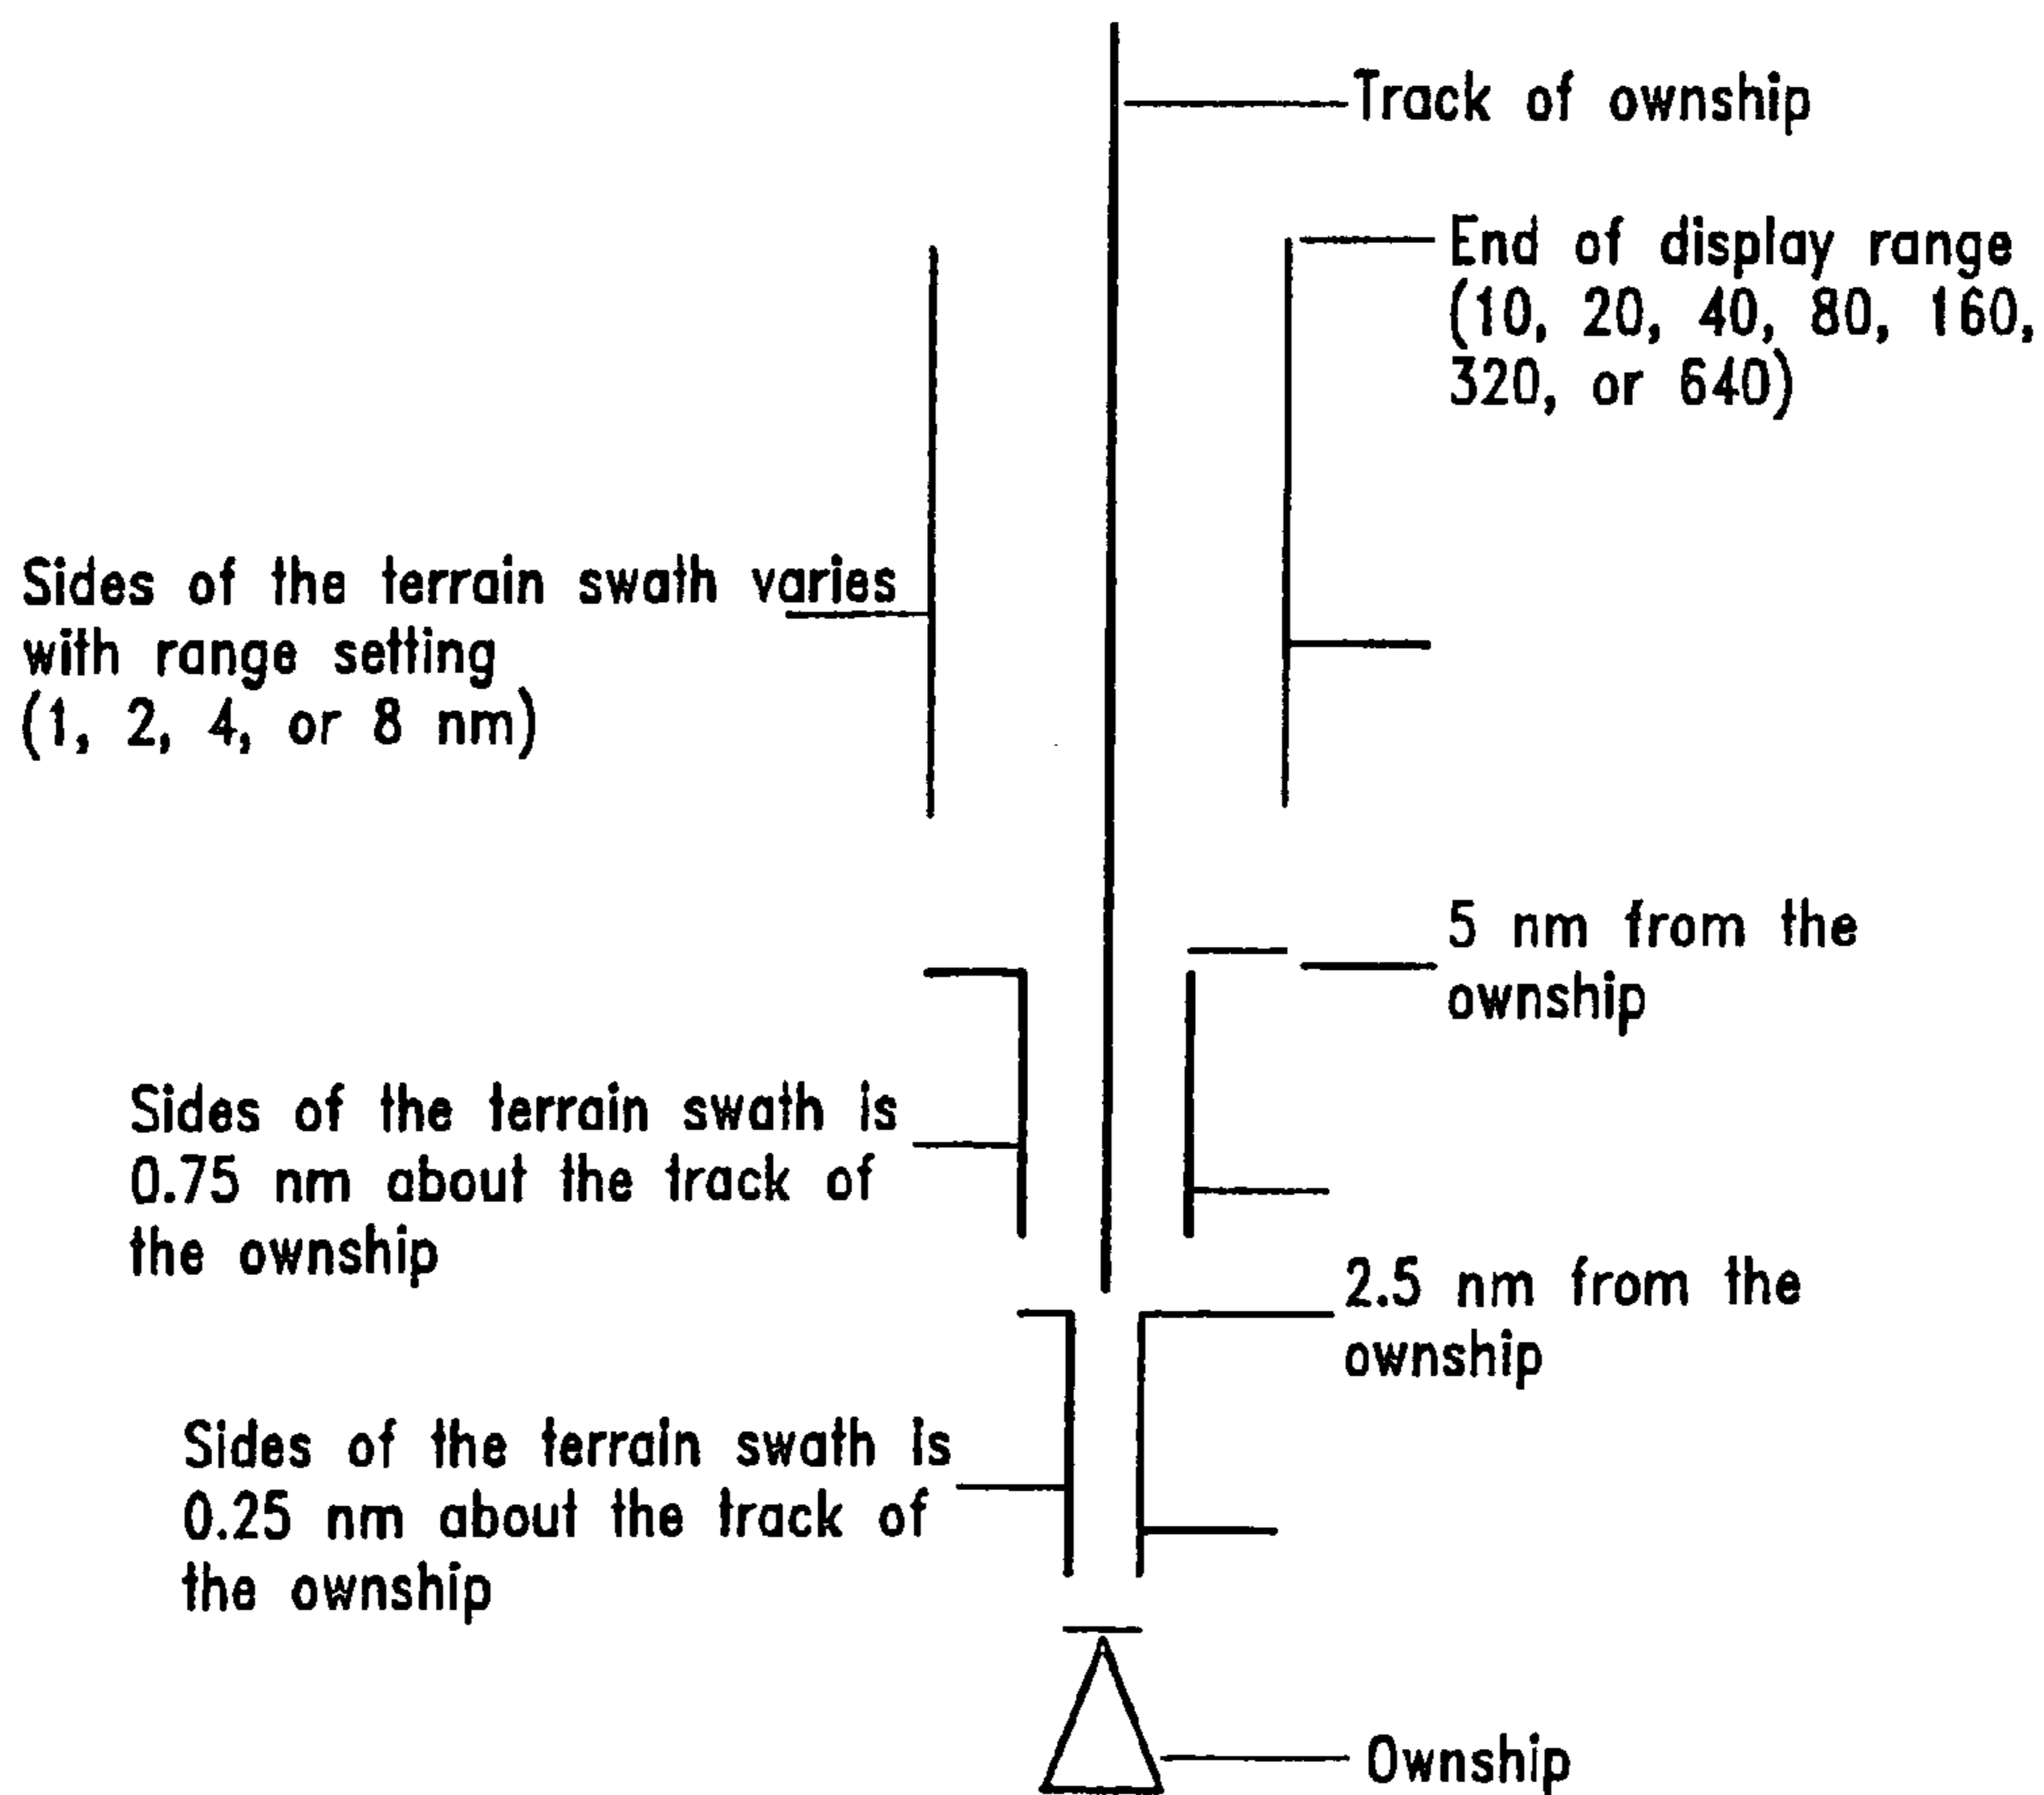 Track of ownship
End of display range
(10, 20, 40, 80, 160,
320, or 640)
Sides of the terrain swath varies
with range setting
(1, 2, 4, or 8 nm)
5 nm from the
ownship
Sides of the terrain swath is
0.75 nm about the track of
the ownship
2.5 nm from the
ownship
Sides of the terrain swath is
0.25 nm about the track of
the ownship
Ownship